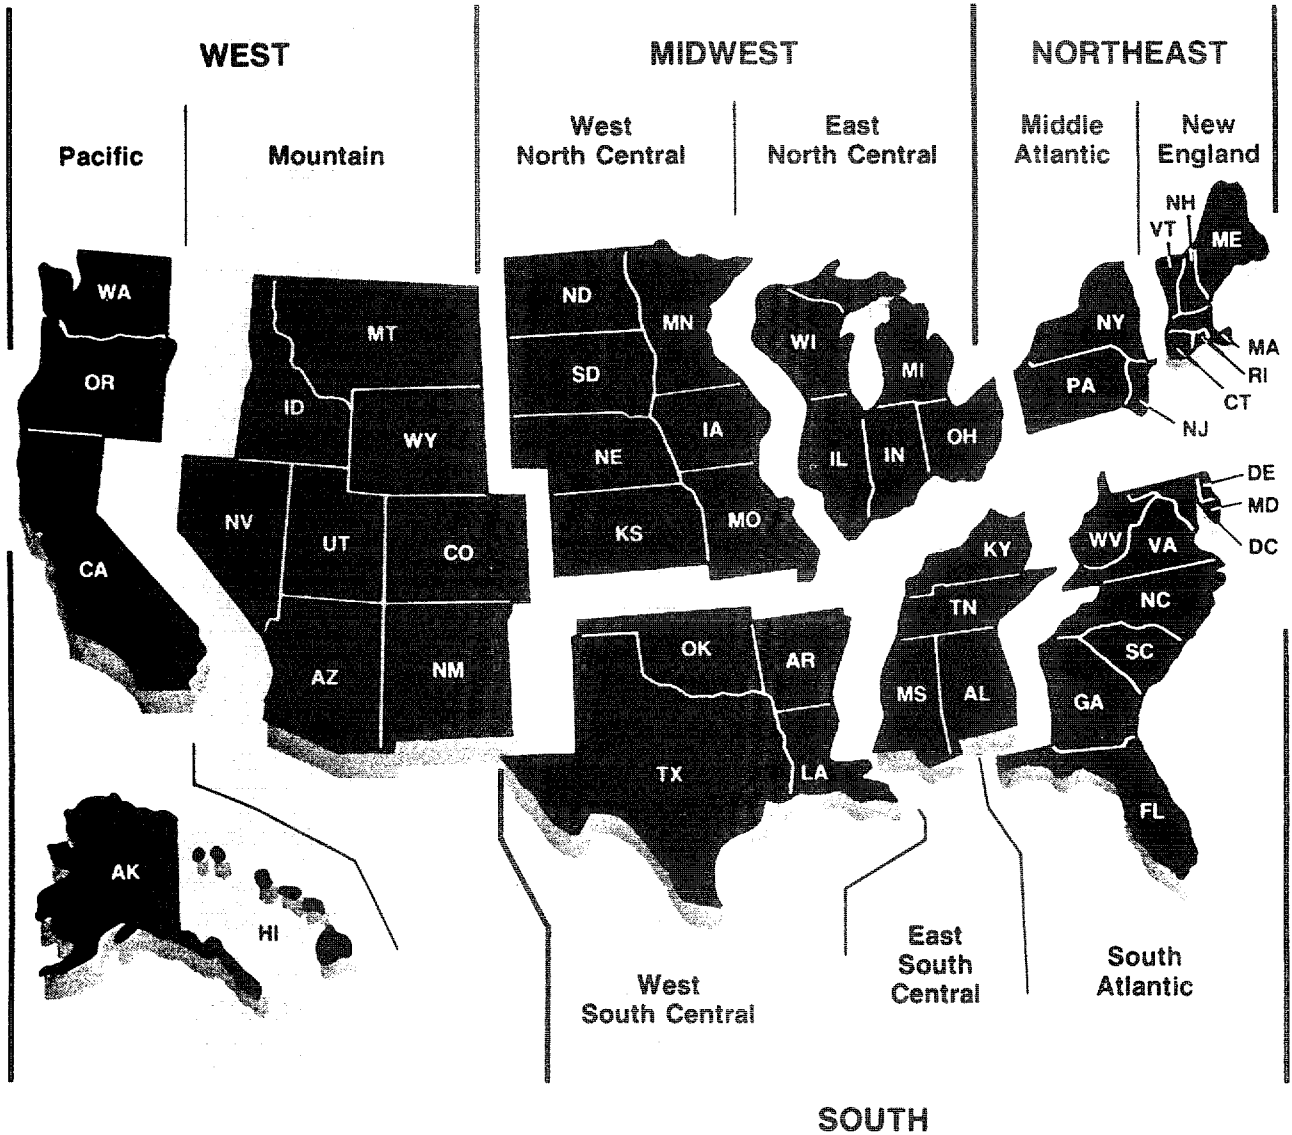 WEST
MIDWEST
NORTHEAST
Pacific
Mountain
West
North Central
East
North Central
Middle
Atlantic
New
England
WA
OR
CA
AK
HI
MT
ID
WY
NV
UT
CO
AZ
NM
ND
MN
SD
IA
NE
KS
MO
WI
MI
IL
IN
OH
NY
PA
NJ
NH
VT
ME
MA
RI
CT
OK
AR
TX
LA
KY
TN
MS
AL
DE
MD
DC
WV
VA
NC
SC
GA
FL
West
South Central
East
South
Central
South
Atlantic
SOUTH